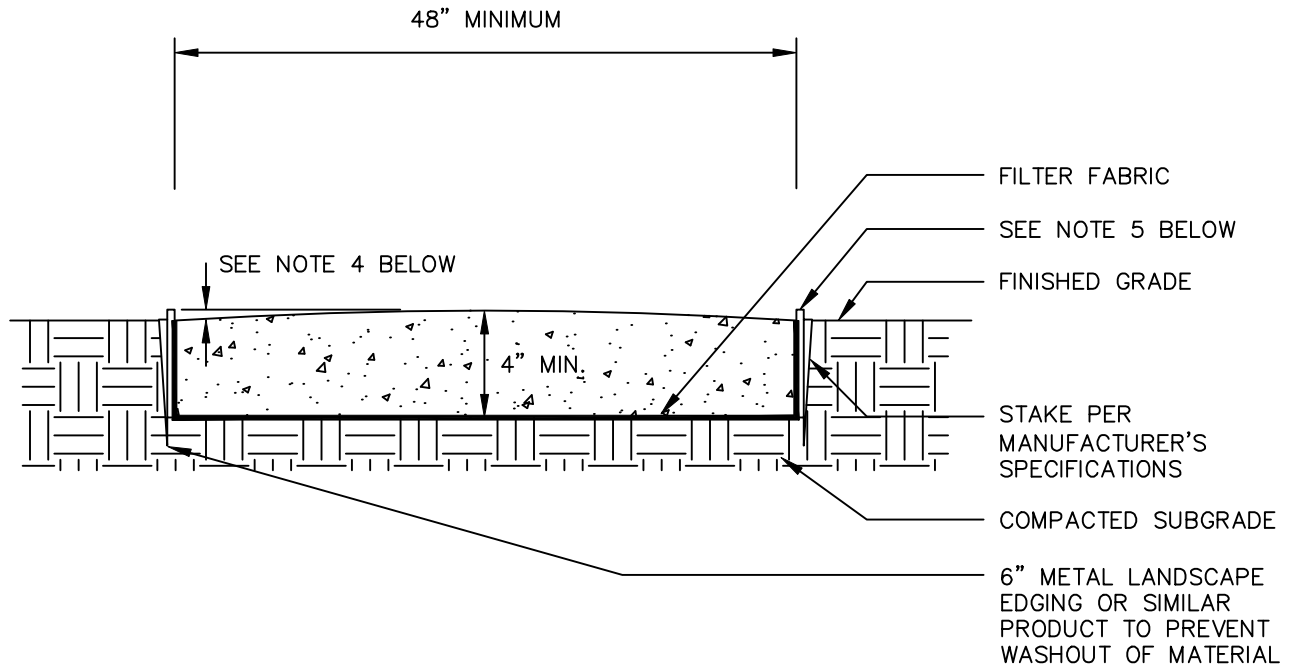 48” MINIMUM
FILTER FABRIC
SEE NOTE 5 BELOW
SEE NOTE 4 BELOW
FINISHED GRADE
4” MIN.
STAKE PER
MANUFACTURER'S
SPECIFICATIONS
COMPACTED SUBGRADE
6” METAL LANDSCAPE
EDGING OR SIMILAR
PRODUCT TO PREVENT
WASHOUT OF MATERIAL